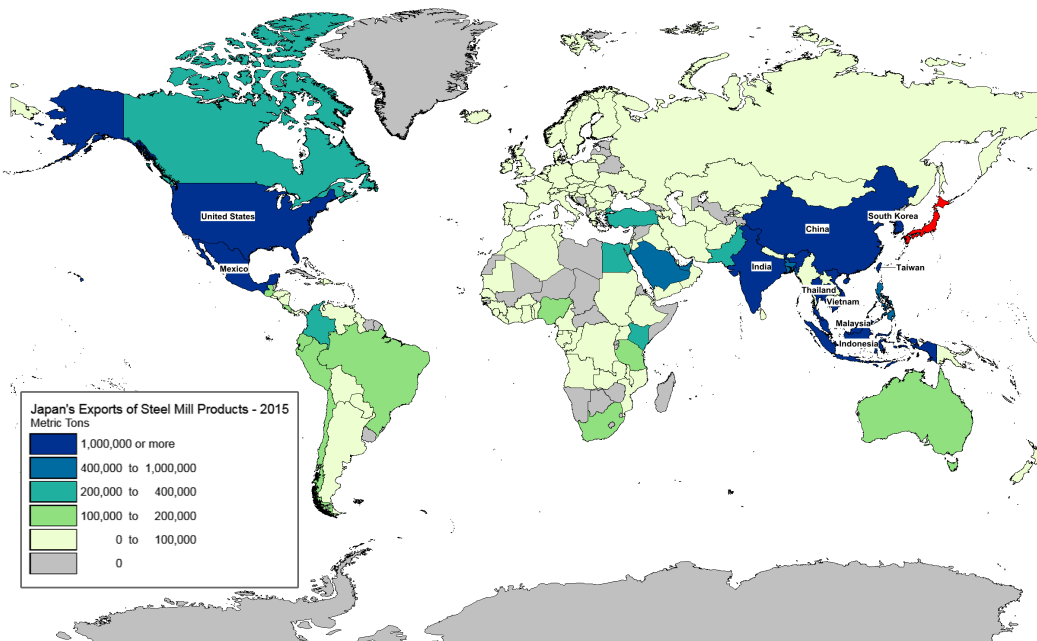 United States
Mexico
China
South Korea
India
Taiwan
Thailand
Vietnam
Malaysia
Indonesia
Japan's Exports of Steel Mill Products - 2015
Metric Tons
1,000,000 or more
400,000 to 1,000,000
200,000 to 400,000
100,000 to 200,000
0 to 100,000
0